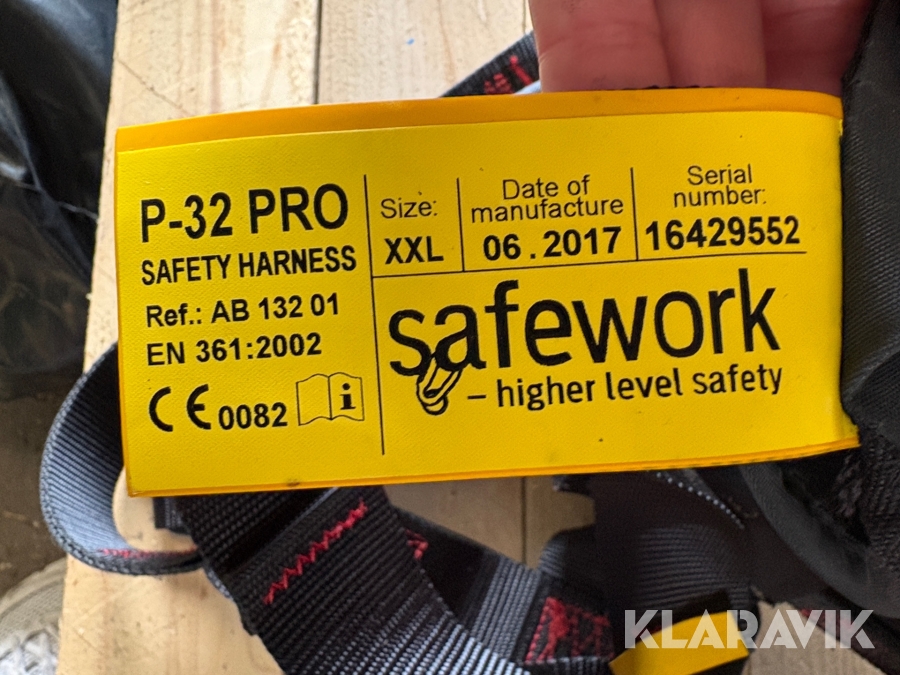 P-32 PRO
SAFETY HARNESS
Ref.: AB 132 01
EN 361:2002
CE 0082 i
Size:
XXL
Date of
manufacture
06 . 2017
Serial
number:
16429552
safework
– higher level safety
KLARAVIK